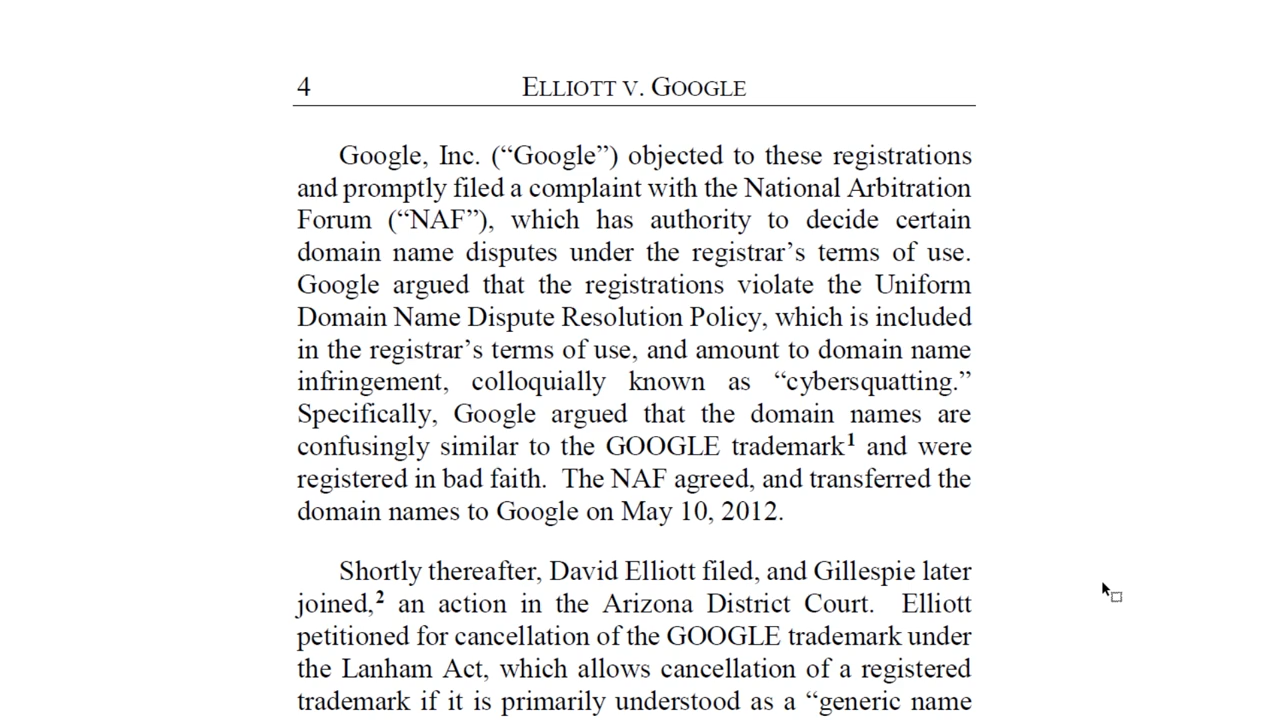 4 ELLIOTT V. GOOGLE
Google, Inc. (“Google”) objected to these registrations
and promptly filed a complaint with the National Arbitration
Forum (“NAF”), which has authority to decide certain
domain name disputes under the registrar’s terms of use.
Google argued that the registrations violate the Uniform
Domain Name Dispute Resolution Policy, which is included
in the registrar’s terms of use, and amount to domain name
infringement, colloquially known as “cybersquatting.”
Specifically, Google argued that the domain names are
confusingly similar to the GOOGLE trademark¹ and were
registered in bad faith. The NAF agreed, and transferred the
domain names to Google on May 10, 2012.
Shortly thereafter, David Elliott filed, and Gillespie later
joined,² an action in the Arizona District Court. Elliott
petitioned for cancellation of the GOOGLE trademark under
the Lanham Act, which allows cancellation of a registered
trademark if it is primarily understood as a “generic name